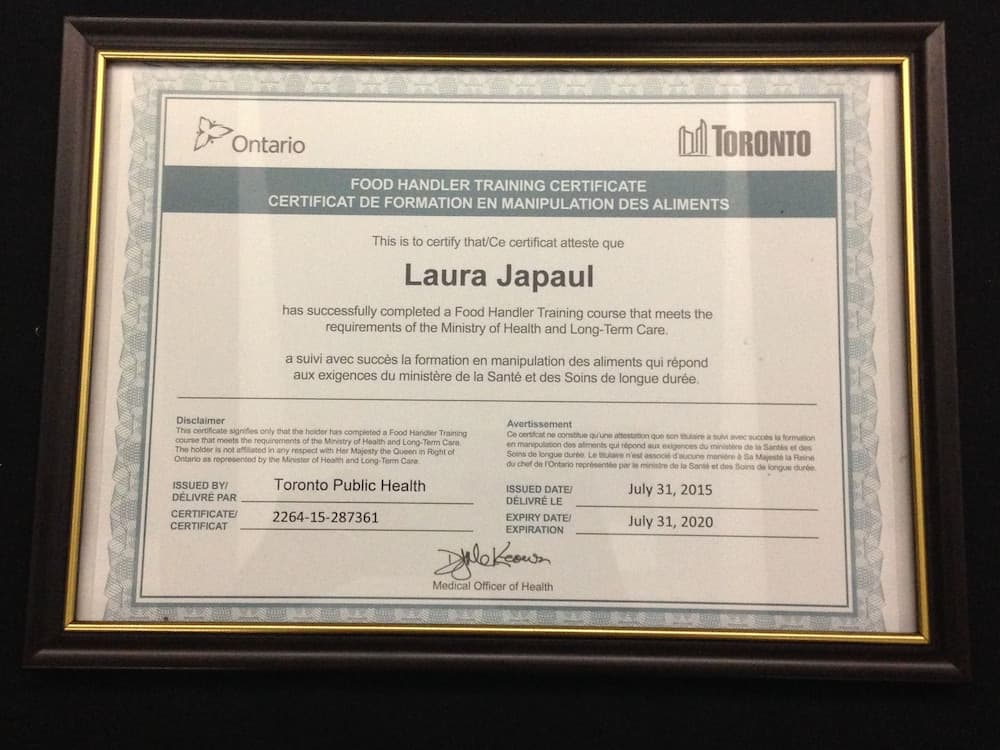 Ontario
TORONTO
FOOD HANDLER TRAINING CERTIFICATE
CERTIFICAT DE FORMATION EN MANIPULATION DES ALIMENTS
This is to certify that/Ce certificat atteste que
Laura Japaul
has successfully completed a Food Handler Training course that meets the
requirements of the Ministry of Health and Long-Term Care.
a suivi avec succès la formation en manipulation des aliments qui répond
aux exigences du ministère de la Santé et des Soins de longue durée.
Disclaimer
This certificate signifies only that the holder has completed a Food Handler Training
course that meets the requirements of the Ministry of Health and Long-Term Care.
The holder is not affiliated in any respect with Her Majesty the Queen in Right of
Ontario as represented by the Minister of Health and Long-Term Care.
Avertissement
Ce certifcat ne constitue qu'une attestation que son titulaire a suivi avec succès la formation
en manipulation des aliments qui répond aux exigences du ministère de la Santés et des
Soins de longue durée. Le titulaire n'est associé d'aucune manière à Sa Majesté la Reine
du chef de l'Ontario représentée par le ministre de la Santé et des Soins de longue durée.
ISSUED BY/
DÉLIVRÉ PAR
Toronto Public Health
CERTIFICATE/
CERTIFICAT
2264-15-287361
ISSUED DATE/
DÉLIVRÉ LE
July 31, 2015
EXPIRY DATE/
EXPIRATION
July 31, 2020
Medical Officer of Health